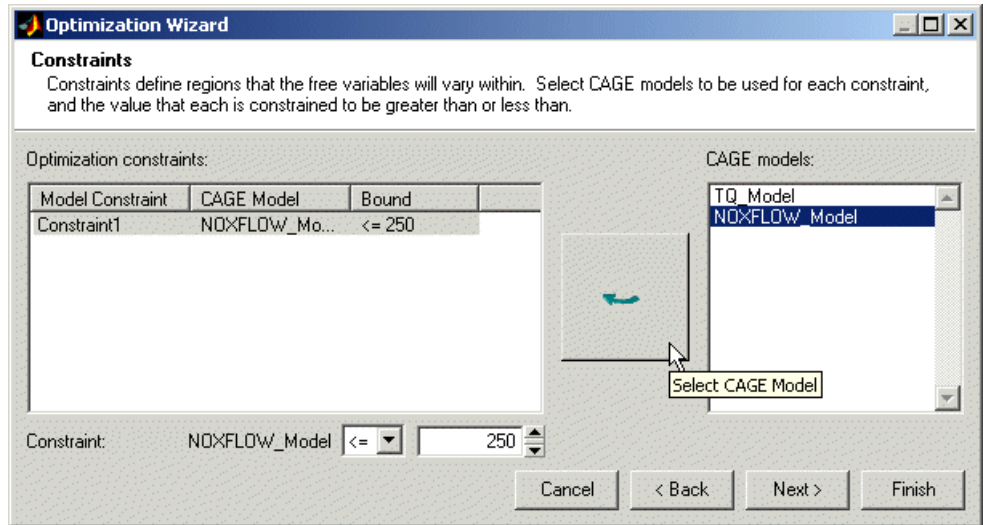 Optimization Wizard
Constraints
Constraints define regions that the free variables will vary within. Select CAGE models to be used for each constraint,
and the value that each is constrained to be greater than or less than.
Optimization constraints:
CAGE models:
Model Constraint CAGE Model Bound
Constraint1 NOXFLOW_Mo... <= 250
TQ_Model
NOXFLOW_Model
Select CAGE Model
Constraint: NOXFLOW_Model <= 250
Cancel < Back Next > Finish